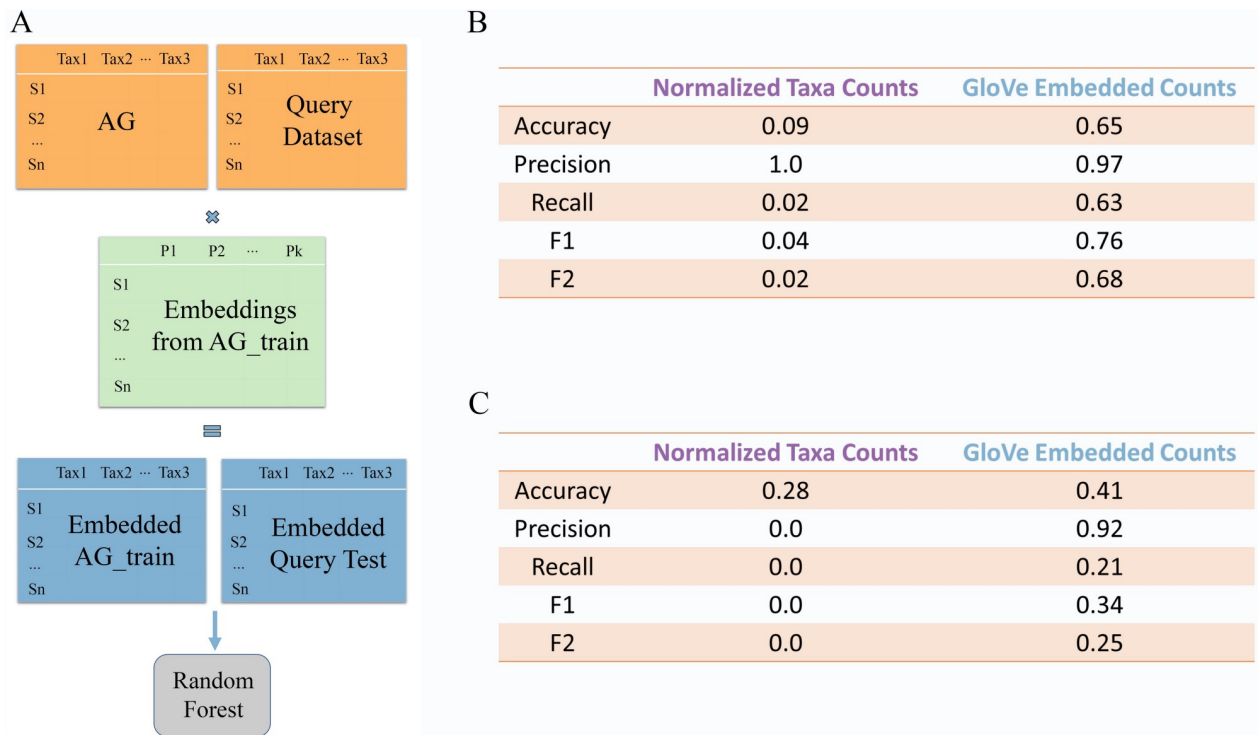 A
Tax1 Tax2 ... Tax3
S1
S2
...
Sn
AG
Tax1 Tax2 ... Tax3
S1
S2
...
Sn
Query
Dataset
P1 P2 ... Pk
S1
S2
...
Sn
Embeddings
from AG_train
Tax1 Tax2 ... Tax3
S1
S2
...
Sn
Embedded
AG_train
Tax1 Tax2 ... Tax3
S1
S2
...
Sn
Embedded
Query Test
Random
Forest
B
Normalized Taxa Counts GloVe Embedded Counts
Accuracy 0.09 0.65
Precision 1.0 0.97
Recall 0.02 0.63
F1 0.04 0.76
F2 0.02 0.68
C
Normalized Taxa Counts GloVe Embedded Counts
Accuracy 0.28 0.41
Precision 0.0 0.92
Recall 0.0 0.21
F1 0.0 0.34
F2 0.0 0.25